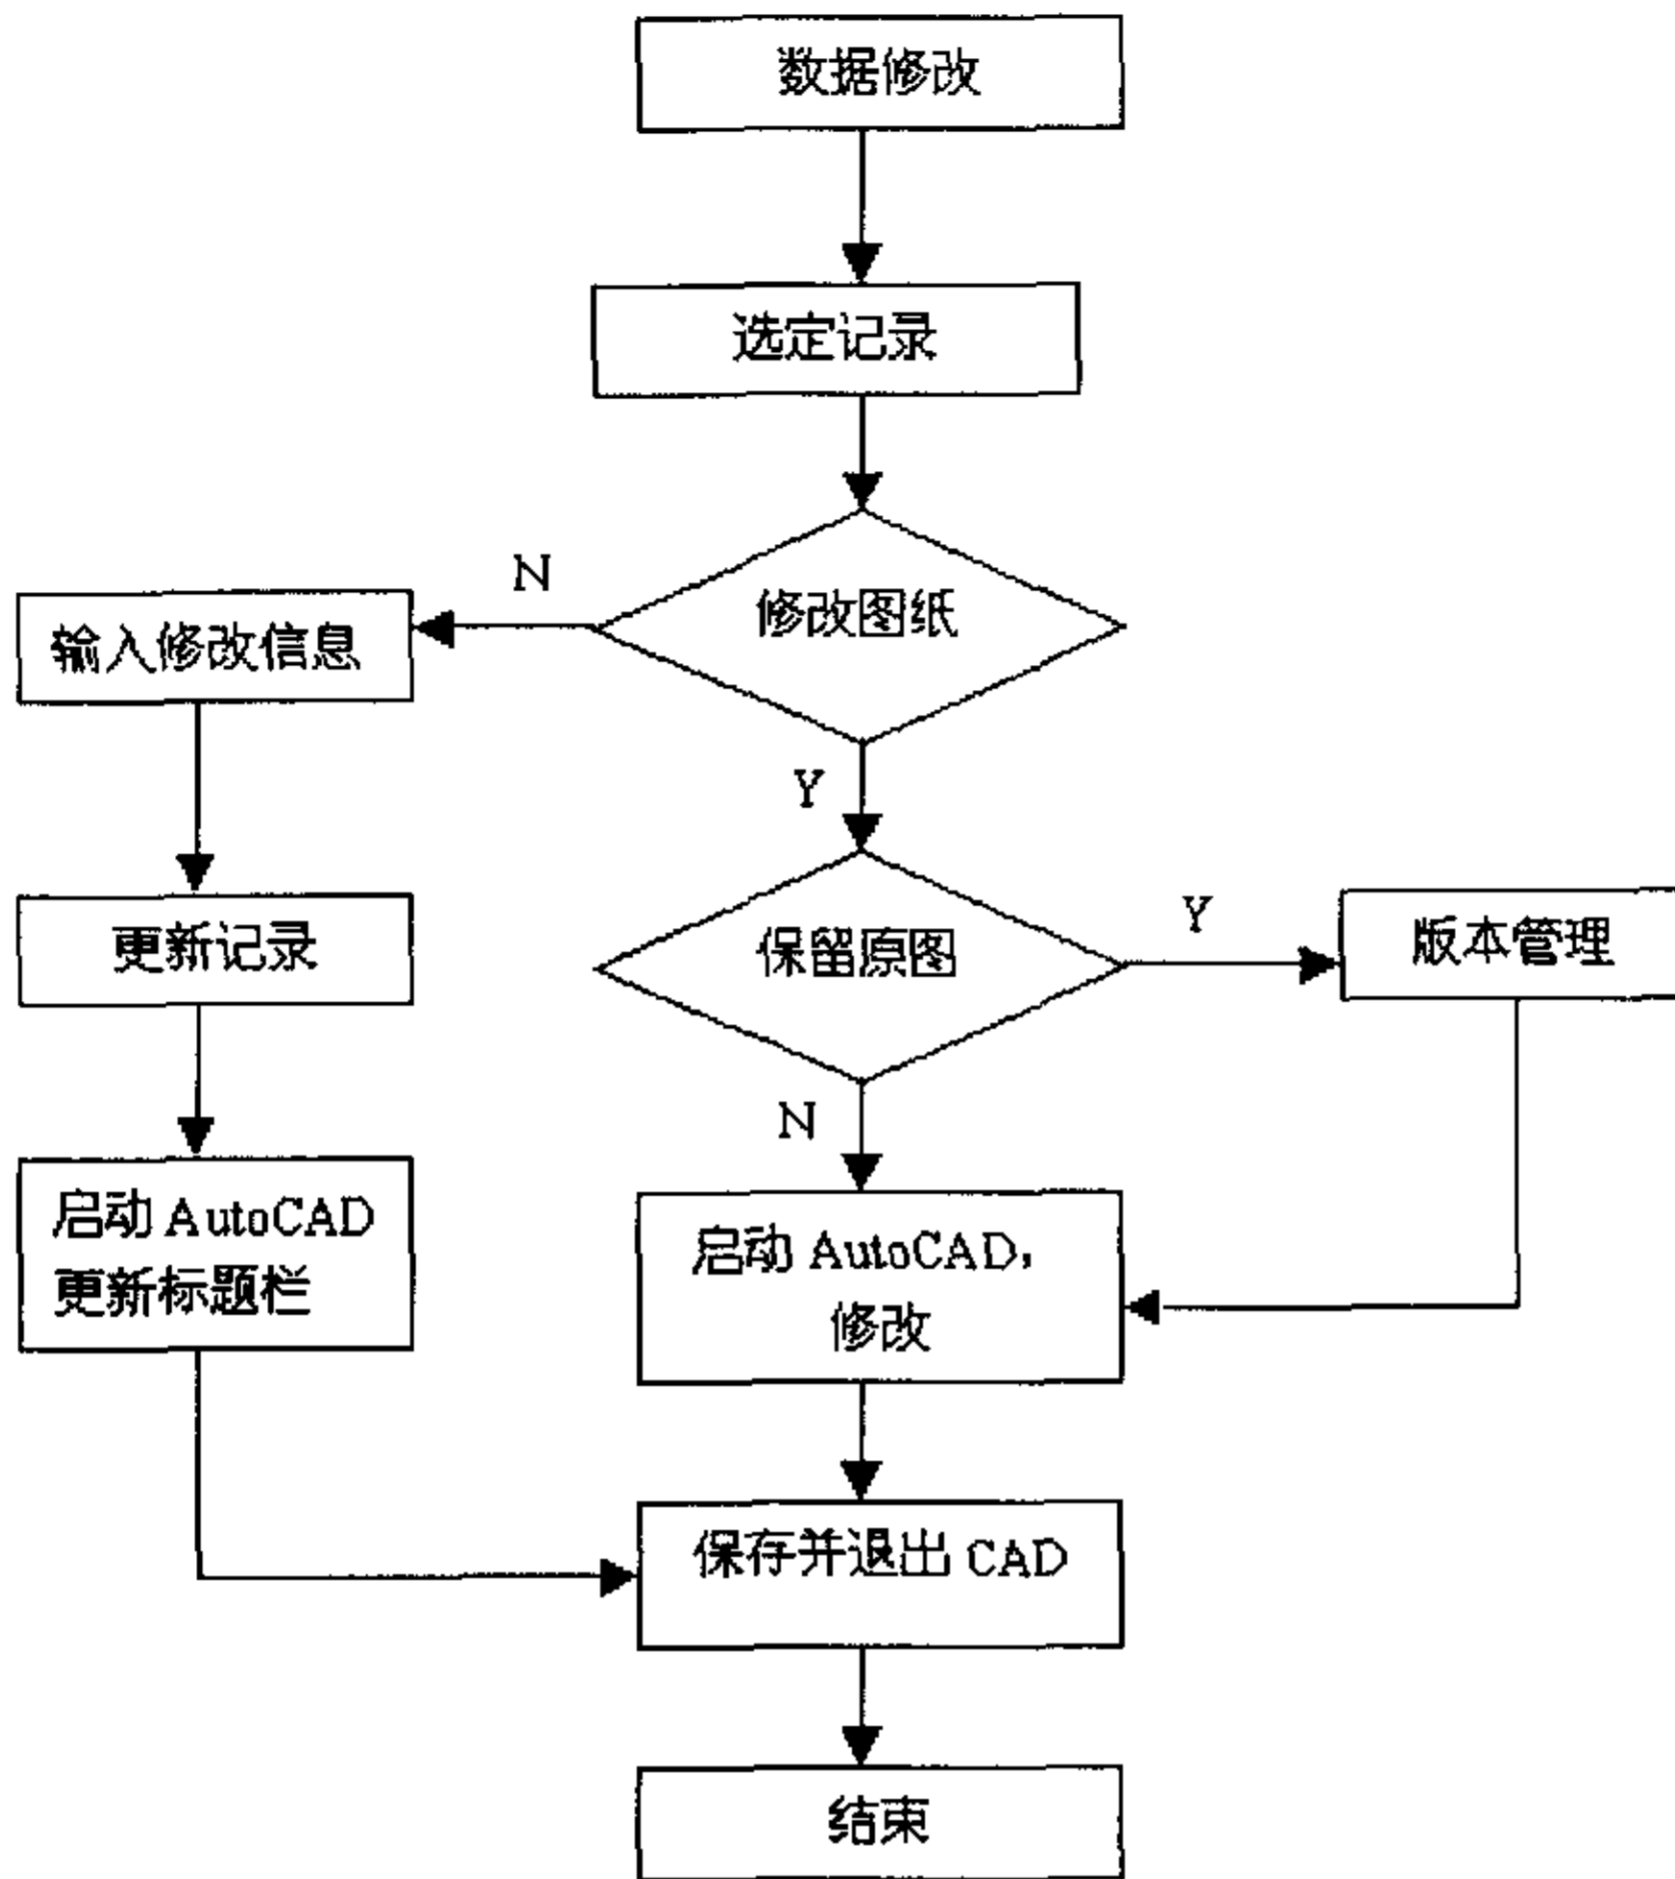 数据修改
选定记录
N
修改图纸
输入修改信息
Y
更新记录
保留原图
Y
版本管理
N
启动 AutoCAD
更新标题栏
启动 AutoCAD，
修改
保存并退出 CAD
结束